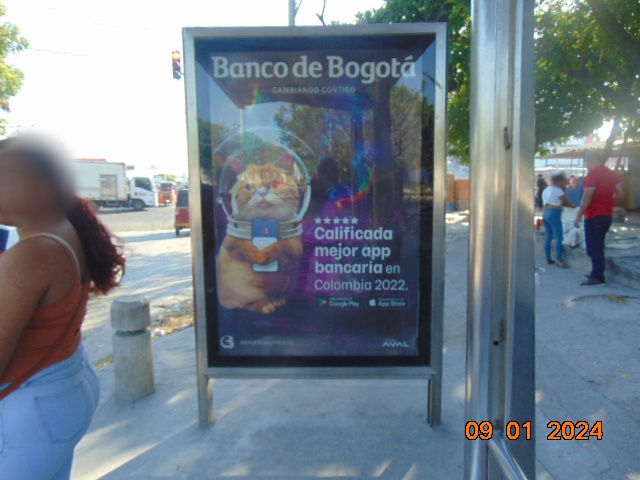 Banco de Bogotá
CAMBIANDO CONTIGO
★★★★★
Calificada
mejor app
bancaria en
Colombia 2022.
Google Play
App Store
AVAL
09 01 2024